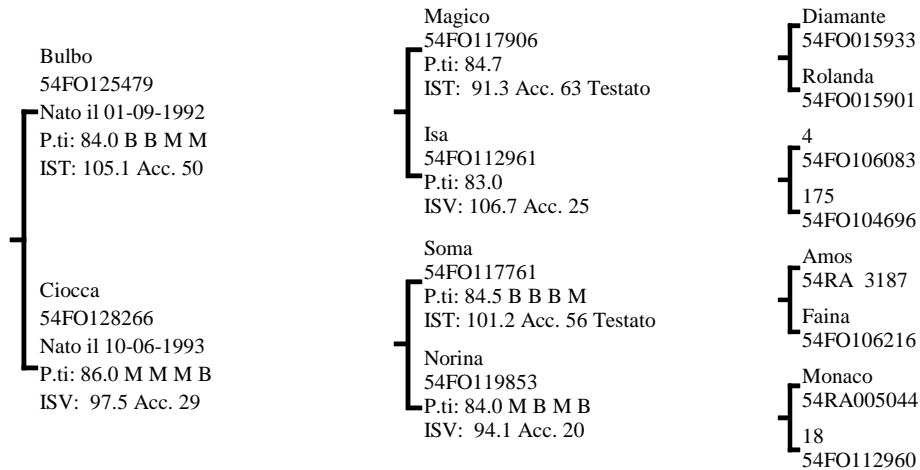 Bulbo
54FO125479
Nato il 01-09-1992
P.ti: 84.0 B B M M
IST: 105.1 Acc. 50
Ciocca
54FO128266
Nato il 10-06-1993
P.ti: 86.0 M M M B
ISV:  97.5 Acc. 29
Magico
54FO117906
P.ti: 84.7
IST:  91.3 Acc. 63 Testato
Isa
54FO112961
P.ti: 83.0
ISV: 106.7 Acc. 25
Soma
54FO117761
P.ti: 84.5 B B B M
IST: 101.2 Acc. 56 Testato
Norina
54FO119853
P.ti: 84.0 M B M B
ISV:  94.1 Acc. 20
Diamante
54FO015933
Rolanda
54FO015901
4
54FO106083
175
54FO104696
Amos
54RA  3187
Faina
54FO106216
Monaco
54RA005044
18
54FO112960